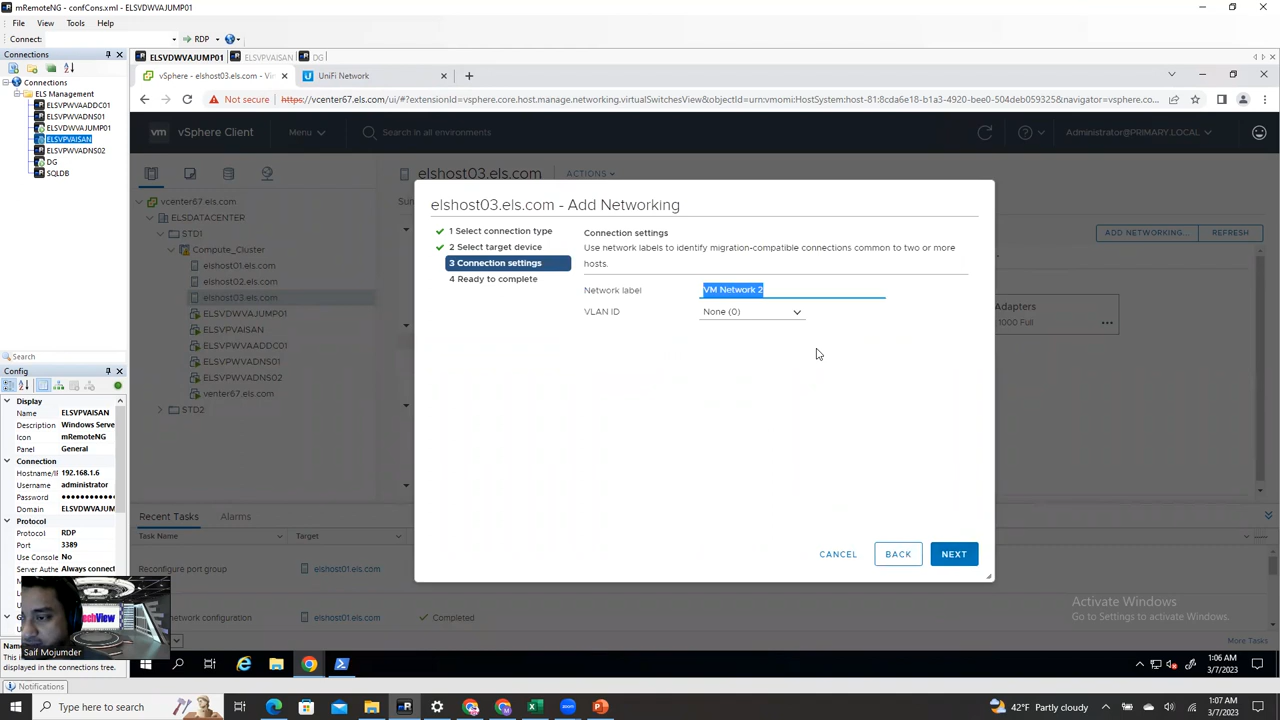 mRemoteNG - confCons.xml - ELSVDWVAJUMP01
File View Tools Help
Connect: RDP
Connections
ELSVDWVAJUMP01 ELSVPVAISAN DG
Connections
ELS Management
ELSVPWVAADDC01
ELSVPWVADNS01
ELSVDWVAJUMP01
ELSVPVAISAN
ELSVPWVADNS02
DG
SQLDB
vSphere - elshost03.els.com - Vi
UniFi Network
Not secure https://vcenter67.els.com/ui/#?extensionId=vsphere.core.host.manage.networking.virtualSwitchesView&objectId=urn:vmomi:HostSystem:host-81:8cda6e18-b1a3-4920-bee0-504deb059325&navigator=vsphere.co...
vm vSphere Client Menu Search in all environments Administrator@PRIMARY.LOCAL
elshost03.els.com ACTIONS
vcenter67.els.com
ELSDATACENTER
STD1
Compute_Cluster
elshost01.els.com
elshost02.els.com
elshost03.els.com
ELSVDWVAJUMP01
ELSVPVAISAN
ELSVPWVAADDC01
ELSVPWVADNS01
ELSVPWVADNS02
venter67.els.com
STD2
ADD NETWORKING... REFRESH
Adapters
1000 Full
elshost03.els.com - Add Networking
1 Select connection type
2 Select target device
3 Connection settings
4 Ready to complete
Connection settings
Use network labels to identify migration-compatible connections common to two or more
hosts.
Network label VM Network 2
VLAN ID None (0)
CANCEL BACK NEXT
Recent Tasks Alarms
Task Name Target
Reconfigure port group elshost01.els.com
network configuration elshost01.els.com Completed
More Tasks
Activate Windows
Go to Settings to activate Windows.
Search
Config
Display
Name ELSVPVAISAN
Description Windows Serve
Icon mRemoteNG
Panel General
Connection
Hostname/I 192.168.1.6
Username administrator
Password
Domain ELSVDWVAJUM
Protocol
Protocol RDP
Port 3389
Use Console No
Server Authe Always connect
Saif Mojumder
This i
displayed in the connections tree.
Notifications
1:06 AM
3/7/2023
Type here to search
42°F Partly cloudy
1:07 AM
3/7/2023